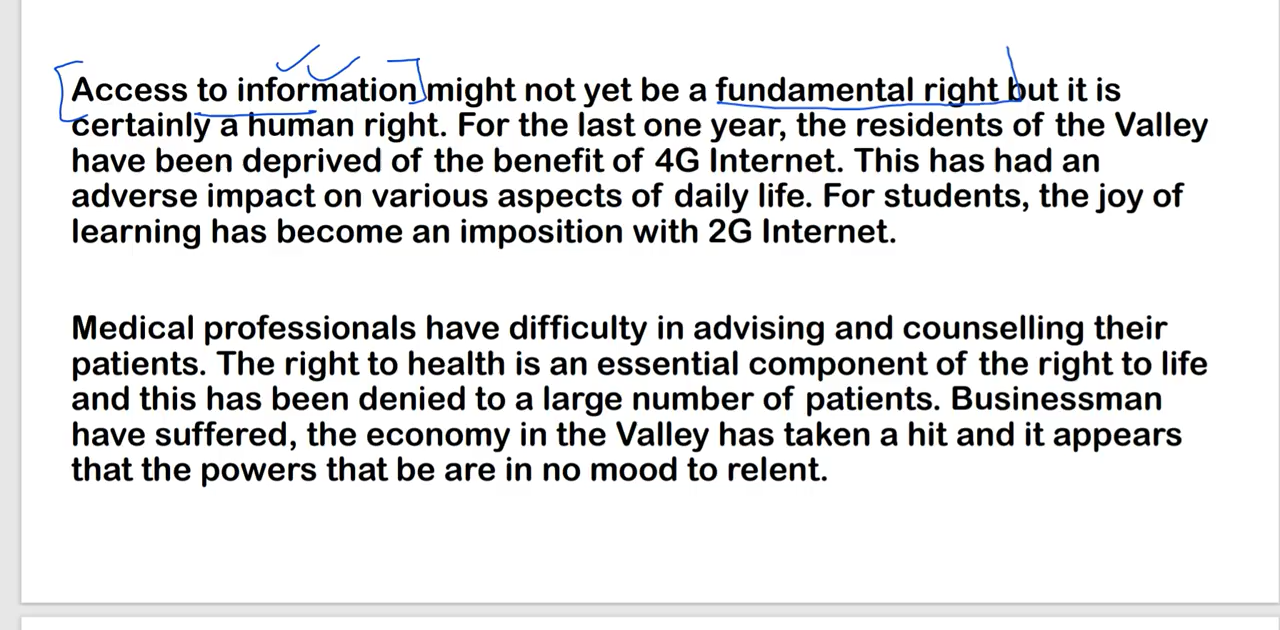 Access to information might not yet be a fundamental right but it is
certainly a human right. For the last one year, the residents of the Valley
have been deprived of the benefit of 4G Internet. This has had an
adverse impact on various aspects of daily life. For students, the joy of
learning has become an imposition with 2G Internet.
Medical professionals have difficulty in advising and counselling their
patients. The right to health is an essential component of the right to life
and this has been denied to a large number of patients. Businessman
have suffered, the economy in the Valley has taken a hit and it appears
that the powers that be are in no mood to relent.